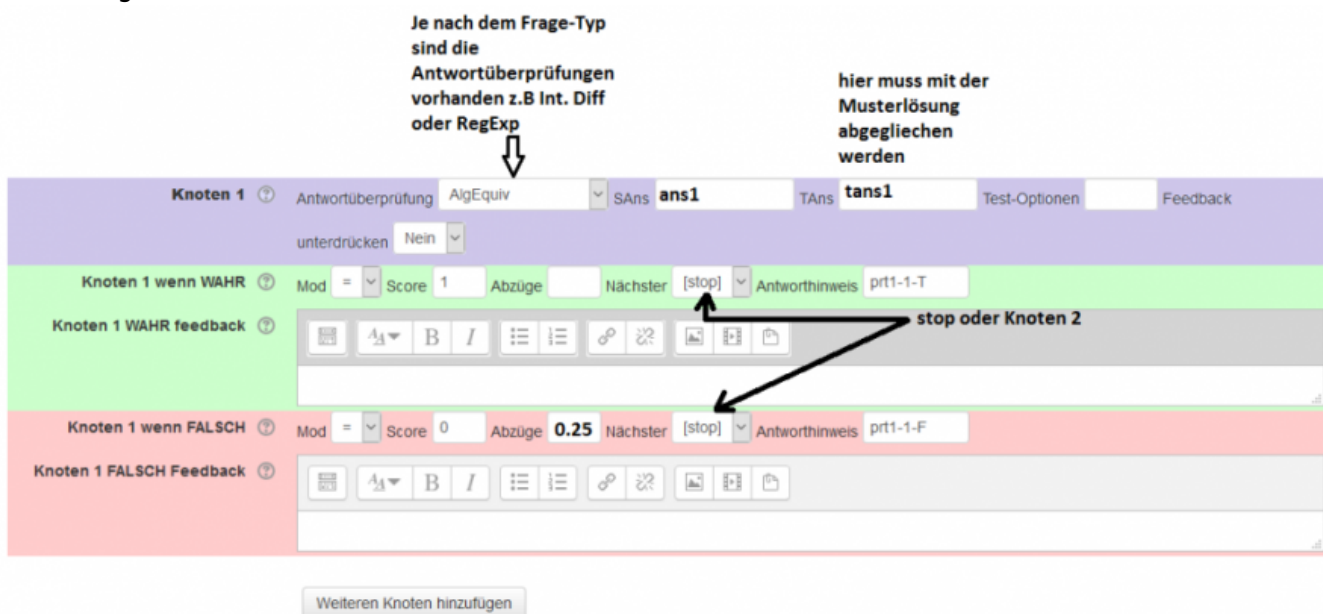 Je nach dem Frage-Typ
sind die
Antwortüberprüfungen
vorhanden z.B Int. Diff
oder RegExp
hier muss mit der
Musterlösung
abgegliechen
werden
Knoten 1 Antwortüberprüfung AlgEquiv SAns ans1 TAns tans1 Test-Optionen Feedback
unterdrücken Nein
Knoten 1 wenn WAHR Mod = Score 1 Abzüge Nächster [stop] Antworthinweis prt1-1-T
Knoten 1 WAHR feedback
stop oder Knoten 2
Knoten 1 wenn FALSCH Mod = Score 0 Abzüge 0.25 Nächster [stop] Antworthinweis prt1-1-F
Knoten 1 FALSCH Feedback
Weiteren Knoten hinzufügen